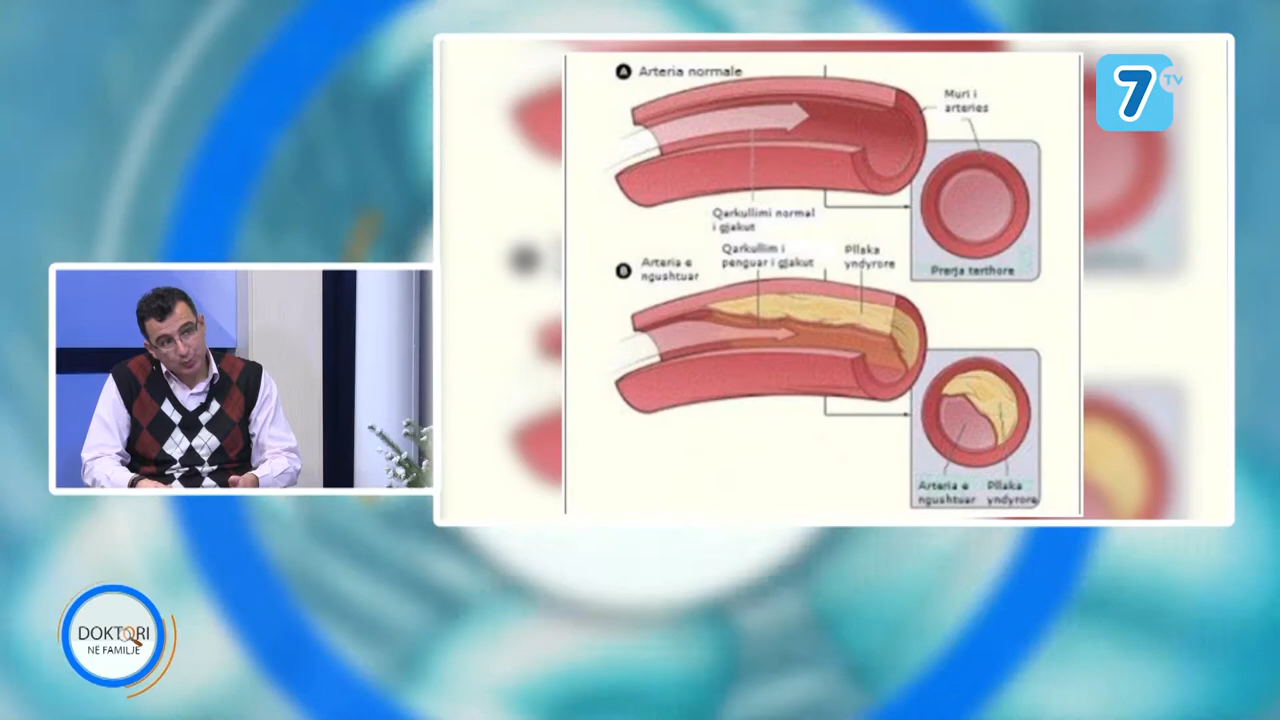 7 TV
A Arteria normale
Muri i
arteries
Qarkullimi normal
i gjakut
Prerja terthore
B Arteria e
ngushtuar
Qarkullim i
penguar i gjakut
Pllaka
yndyrore
Arteria e
ngushtuar
Pllaka
yndyrore
DOKTORI
NË FAMILJE